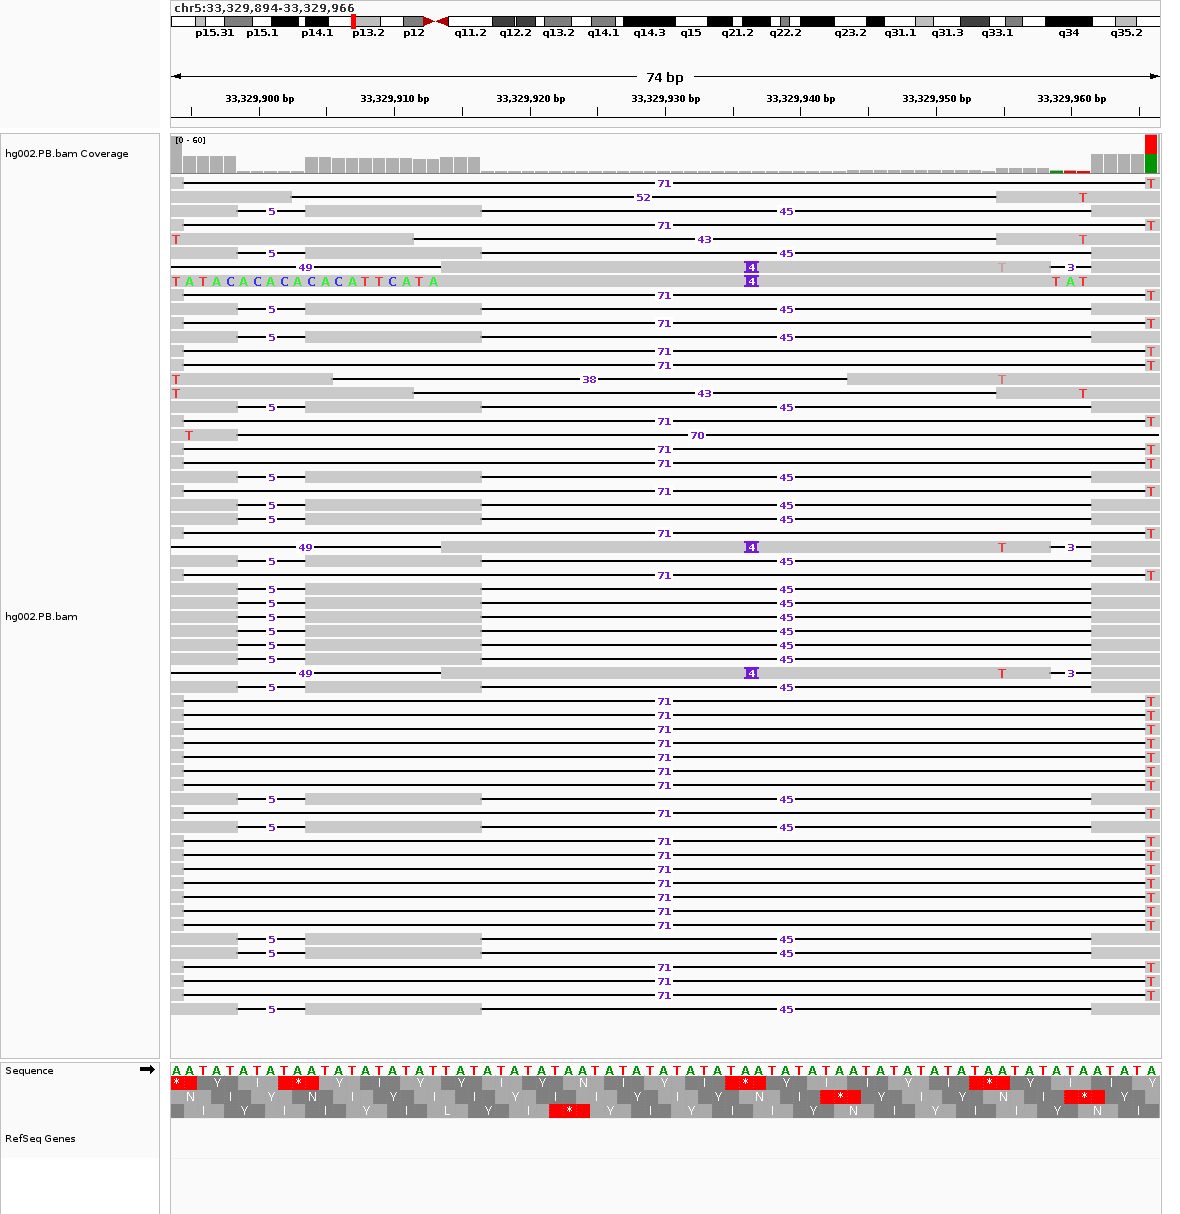 chr5:33,329,894-33,329,966
p15.31 p15.1 p14.1 p13.2 p12 q11.2 q12.2 q13.2 q14.1 q14.3 q15 q21.2 q22.2 q23.2 q31.1 q31.3 q33.1 q34 q35.2
74 bp
33,329,900 bp 33,329,910 bp 33,329,920 bp 33,329,930 bp 33,329,940 bp 33,329,950 bp 33,329,960 bp
[0 - 60]
hg002.PB.bam Coverage
71 T
52 T
5 45
71 T
T 43 T
5 45
49 4 T 3
T A T A C A C A C A C A C A T T C A T A 4 T A T
71 T
5 45
71 T
5 45
71 T
71 T
T 38 T
T 43 T
5 45
71 T
T 70
71 T
71 T
5 45
71 T
5 45
5 45
71 T
49 4 T 3
5 45
71 T
5 45
5 45
hg002.PB.bam 5 45
5 45
5 45
5 45
49 4 T 3
5 45
71 T
71 T
71 T
71 T
71 T
71 T
71 T
5 45
71 T
5 45
71 T
71 T
71 T
71 T
71 T
71 T
71 T
5 45
5 45
71 T
71 T
71 T
5 45
Sequence A A T A T A T A T A A T A T A T A T A T T A T A T A T A T A A T A T A T A T A T A T A A T A T A T A A T A T A T A T A T A A T A T A T A A T A T A
* Y I * Y I Y Y I Y N I Y I * Y I I Y I * Y I I Y
N I Y N I Y I I Y I I Y I Y N I * I Y N I * Y
I Y I I Y I L Y I * Y I Y I I Y N I Y I I Y N I
RefSeq Genes